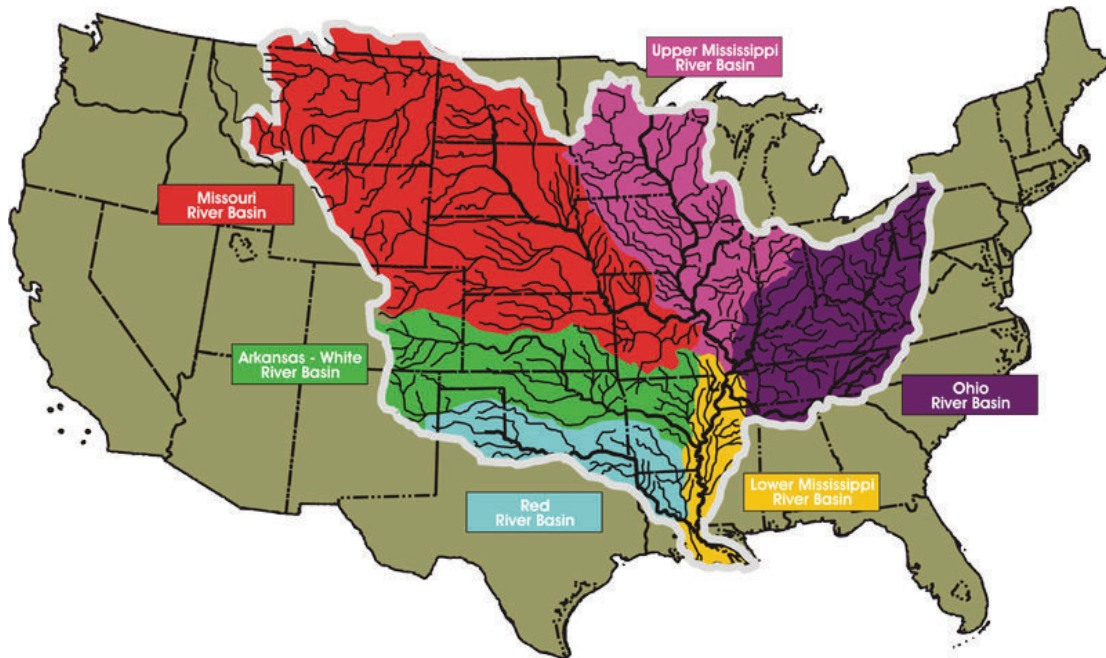 Upper Mississippi
River Basin
Missouri
River Basin
Arkansas - White
River Basin
Ohio
River Basin
Lower Mississippi
River Basin
Red
River Basin